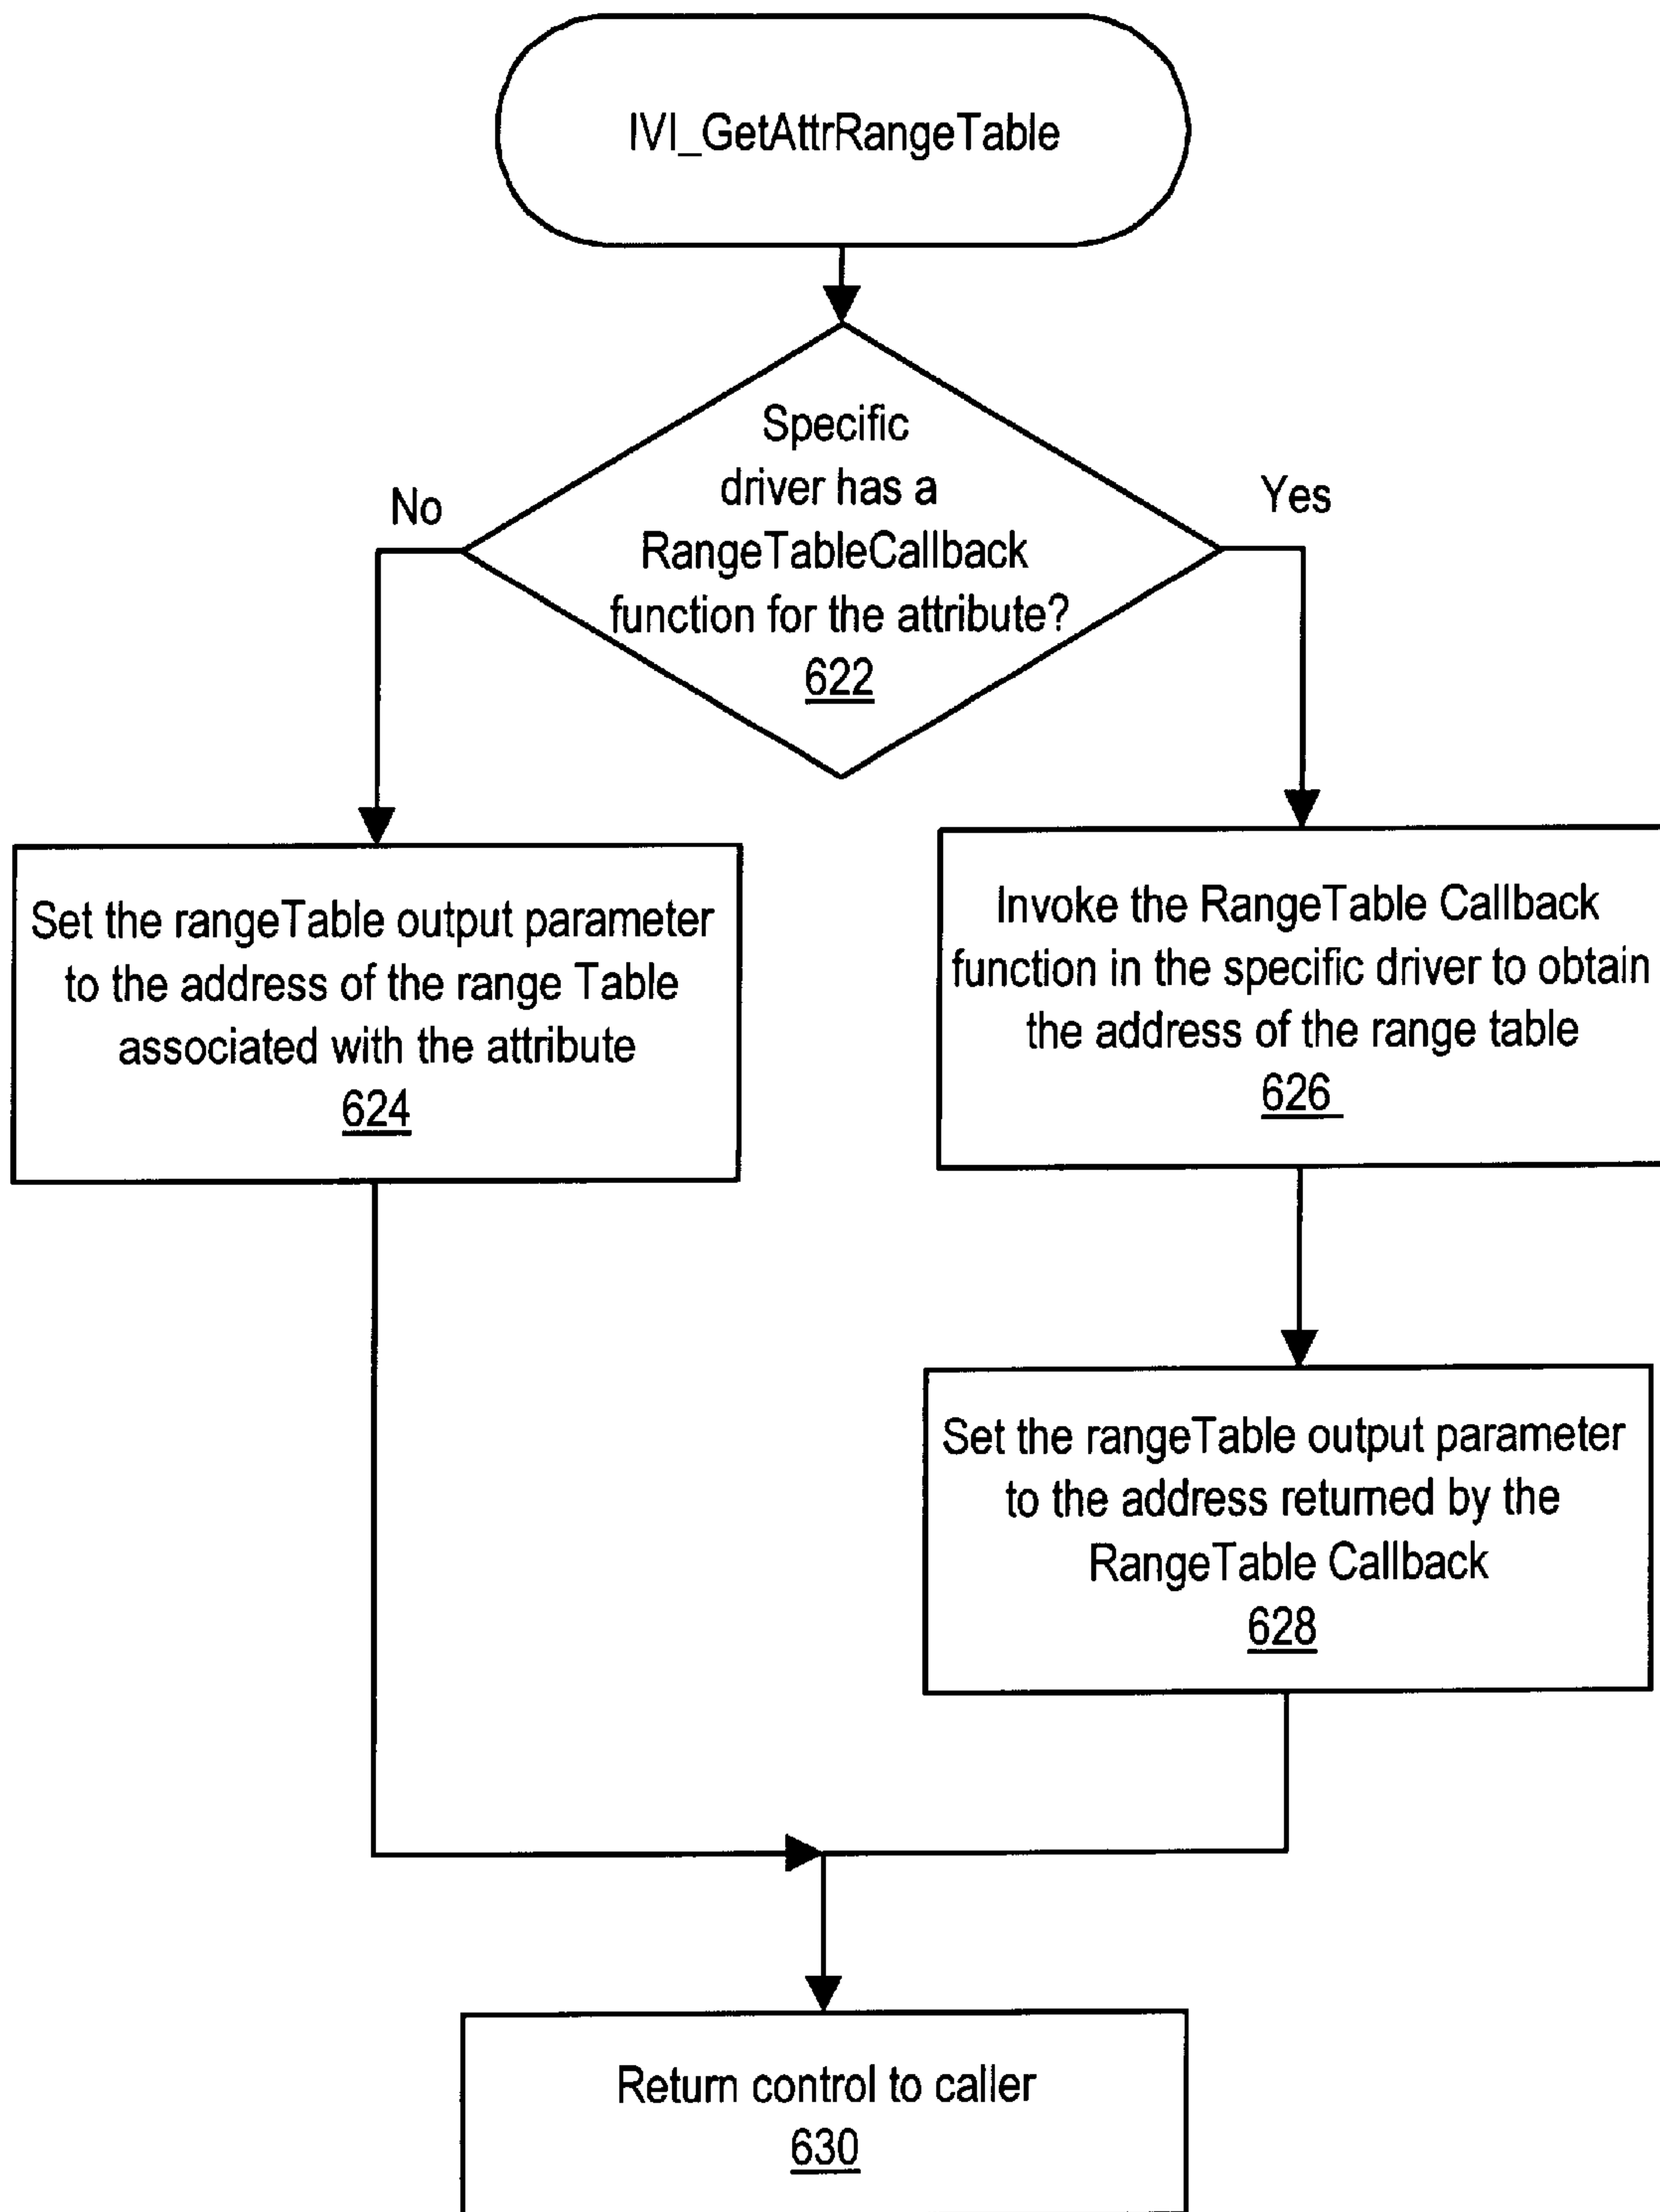 IVI_GetAttrRangeTable
Specific
driver has a
RangeTableCallback
function for the attribute?
622
No
Yes
Set the rangeTable output parameter
to the address of the range Table
associated with the attribute
624
Invoke the RangeTable Callback
function in the specific driver to obtain
the address of the range table
626
Set the rangeTable output parameter
to the address returned by the
RangeTable Callback
628
Return control to caller
630